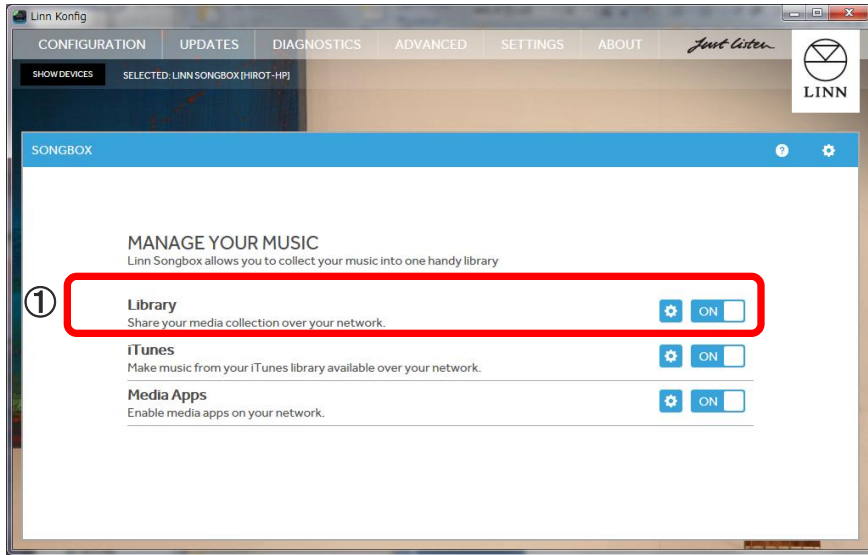 Linn Konfig
CONFIGURATION UPDATES DIAGNOSTICS ADVANCED SETTINGS ABOUT Just listen
SHOW DEVICES SELECTED: LINN SONGBOX [HIROT-HP]
LINN
SONGBOX
MANAGE YOUR MUSIC
Linn Songbox allows you to collect your music into one handy library
①
Library
Share your media collection over your network.
ON
iTunes
Make music from your iTunes library available over your network.
ON
Media Apps
Enable media apps on your network.
ON